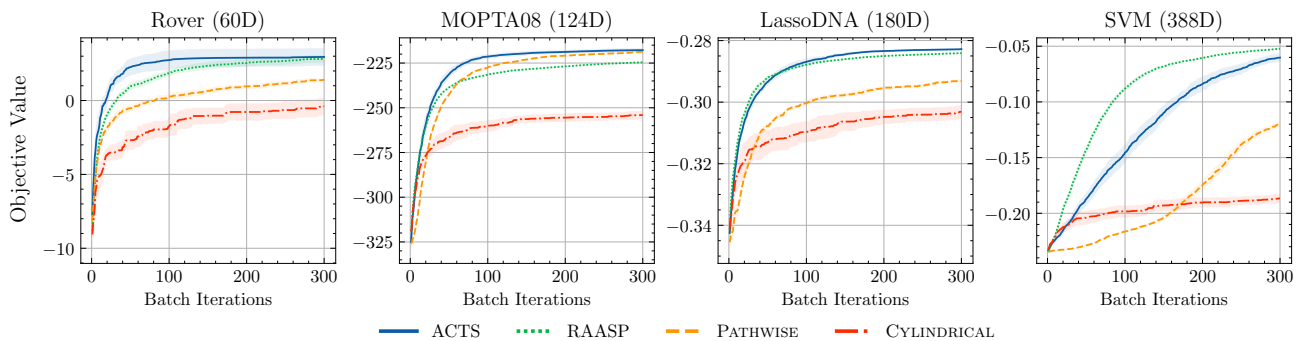 Rover (60D)
MOPTA08 (124D)
LassoDNA (180D)
SVM (388D)
Objective Value
0
−5
−10
0
100
200
300
Batch Iterations
−225
−250
−275
−300
−325
0
100
200
300
Batch Iterations
−0.28
−0.30
−0.32
−0.34
0
100
200
300
Batch Iterations
−0.05
−0.10
−0.15
−0.20
0
100
200
300
Batch Iterations
ACTS
RAASP
PATHWISE
CYLINDRICAL